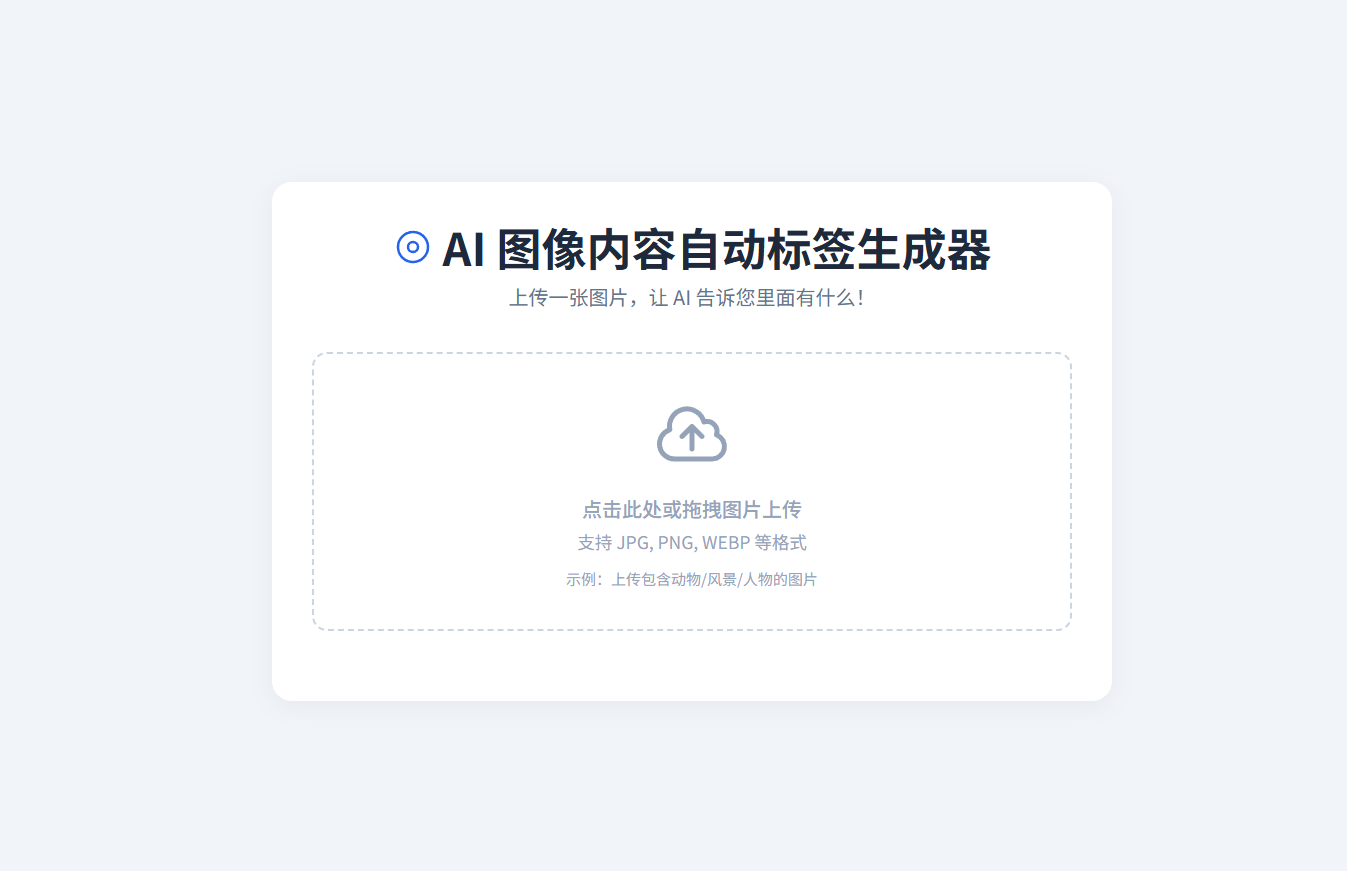 AI 图像内容自动标签生成器
上传一张图片，让 AI 告诉您里面有什么！
点击此处或拖拽图片上传
支持 JPG, PNG, WEBP 等格式
示例：上传包含动物/风景/人物的图片